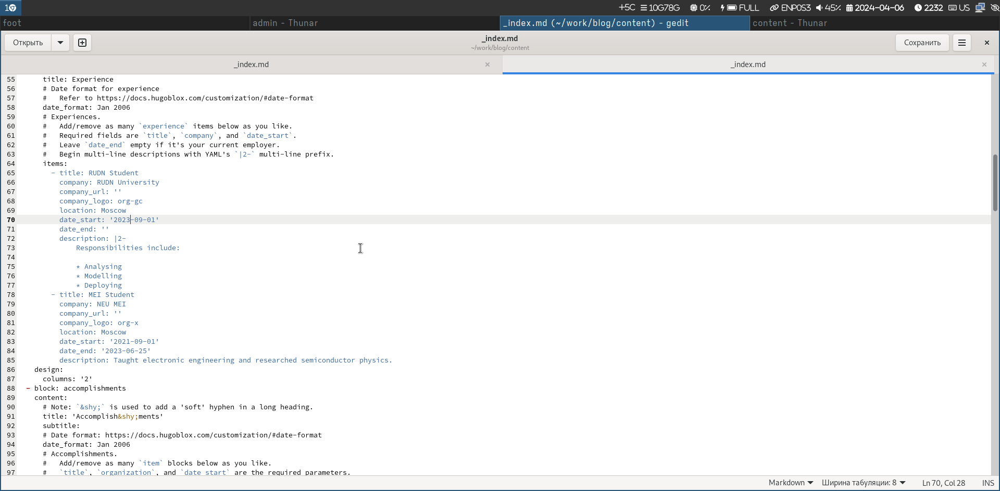 1
+5C 10G78G 0% FULL ENP0S3 45% 2024-04-06 2232 US
foot admin - Thunar _index.md (~/work/blog/content) - gedit content - Thunar
Открыть _index.md Сохранить
~/work/blog/content
_index.md _index.md
55 title: Experience
56 # Date format for experience
57 #   Refer to https://docs.hugoblox.com/customization/#date-format
58 date_format: Jan 2006
59 # Experiences.
60 #   Add/remove as many `experience` items below as you like.
61 #   Required fields are `title`, `company`, and `date_start`.
62 #   Leave `date_end` empty if it's your current employer.
63 #   Begin multi-line descriptions with YAML's `|2-` multi-line prefix.
64 items:
65 - title: RUDN Student
66 company: RUDN University
67 company_url: ''
68 company_logo: org-gc
69 location: Moscow
70 date_start: '2023-09-01'
71 date_end: ''
72 description: |2-
73 Responsibilities include:
74
75 * Analysing
76 * Modelling
77 * Deploying
78 - title: MEI Student
79 company: NEU MEI
80 company_url: ''
81 company_logo: org-x
82 location: Moscow
83 date_start: '2021-09-01'
84 date_end: '2023-06-25'
85 description: Taught electronic engineering and researched semiconductor physics.
86 design:
87 columns: '2'
88 - block: accomplishments
89 content:
90 # Note: `&shy;` is used to add a 'soft' hyphen in a long heading.
91 title: 'Accomplish&shy;ments'
92 subtitle:
93 # Date format: https://docs.hugoblox.com/customization/#date-format
94 date_format: Jan 2006
95 # Accomplishments.
96 #   Add/remove as many `item` blocks below as you like.
97 #   `title`, `organization`, and `date_start` are the required parameters.
Markdown Ширина табуляции: 8 Ln 70, Col 28 INS